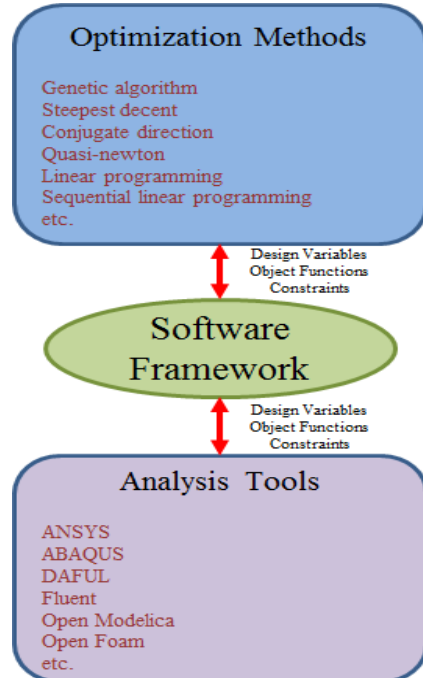 Optimization Methods
Genetic algorithm
Steepest decent
Conjugate direction
Quasi-newton
Linear programming
Sequential linear programming
etc.
Design Variables
Object Functions
Constraints
Software
Framework
Design Variables
Object Functions
Constraints
Analysis Tools
ANSYS
ABAQUS
DAFUL
Fluent
Open Modelica
Open Foam
etc.